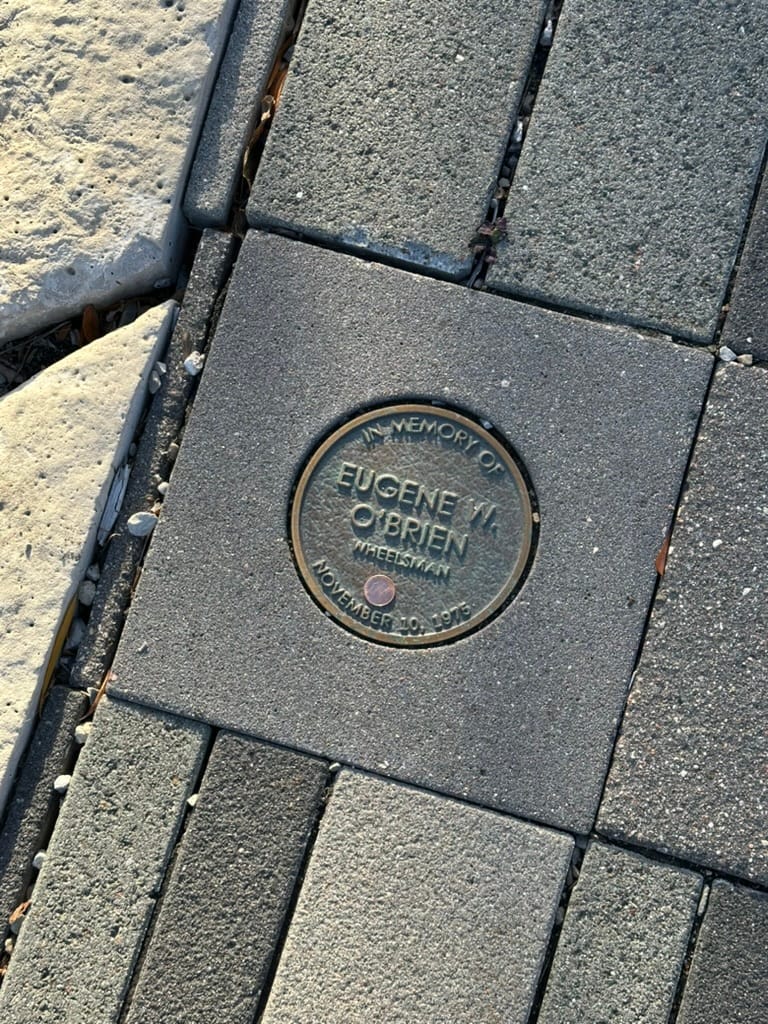 IN MEMORY OF
EUGENE W.
O'BRIEN
WHEELSMAN
NOVEMBER 10, 1975